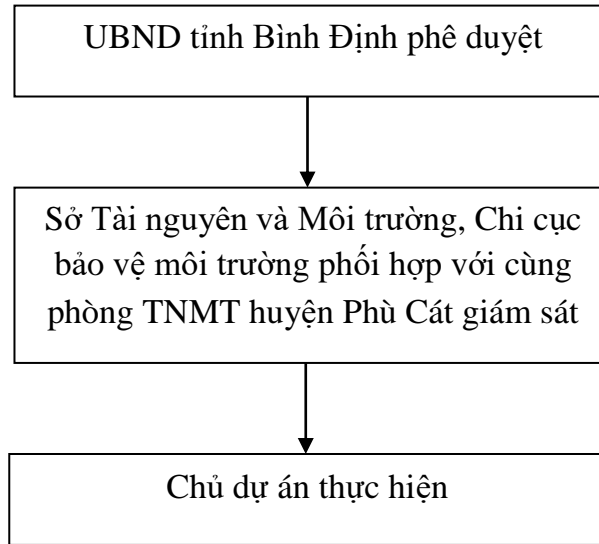 UBND tỉnh Bình Định phê duyệt
Sở Tài nguyên và Môi trường, Chi cục
bảo vệ môi trường phối hợp với cùng
phòng TNMT huyện Phù Cát giám sát
Chủ dự án thực hiện